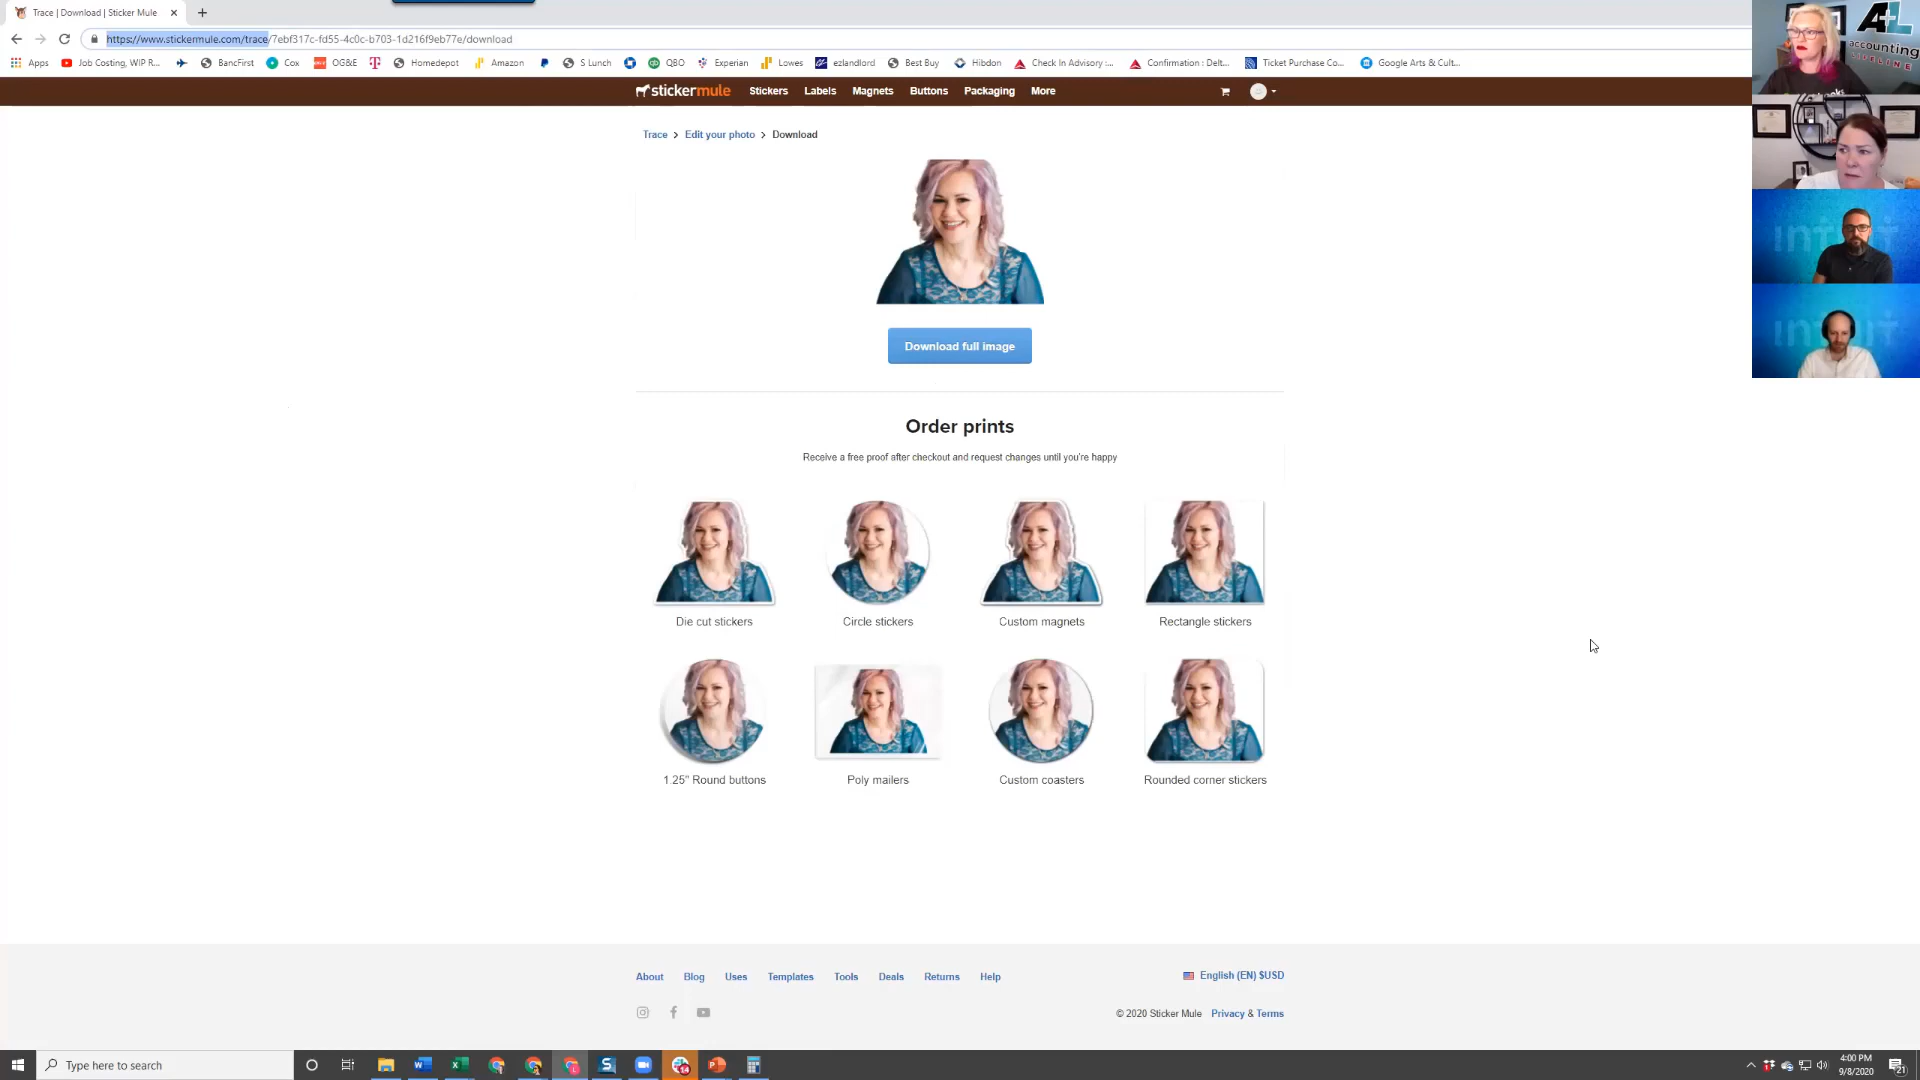 Trace | Download | Sticker Mule
https://www.stickermule.com/trace/7ebf317c-fd55-4c0c-b703-1d216f9eb77e/download
Apps Job Costing, WIP R... BancFirst Cox OG&E Homedepot Amazon S Lunch QBO Experian Lowes ezlandlord Best Buy Hibdon Check In Advisory :... Confirmation : Delt... Ticket Purchase Co... Google Arts & Cult...
stickermule Stickers Labels Magnets Buttons Packaging More
Trace > Edit your photo > Download
Download full image
Order prints
Receive a free proof after checkout and request changes until you're happy
Die cut stickers Circle stickers Custom magnets Rectangle stickers
1.25" Round buttons Poly mailers Custom coasters Rounded corner stickers
About Blog Uses Templates Tools Deals Returns Help English (EN) $USD
© 2020 Sticker Mule Privacy & Terms
Type here to search
14
4:00 PM
9/8/2020
21
A+L
accounting
LIFELINE
intuit
intuit